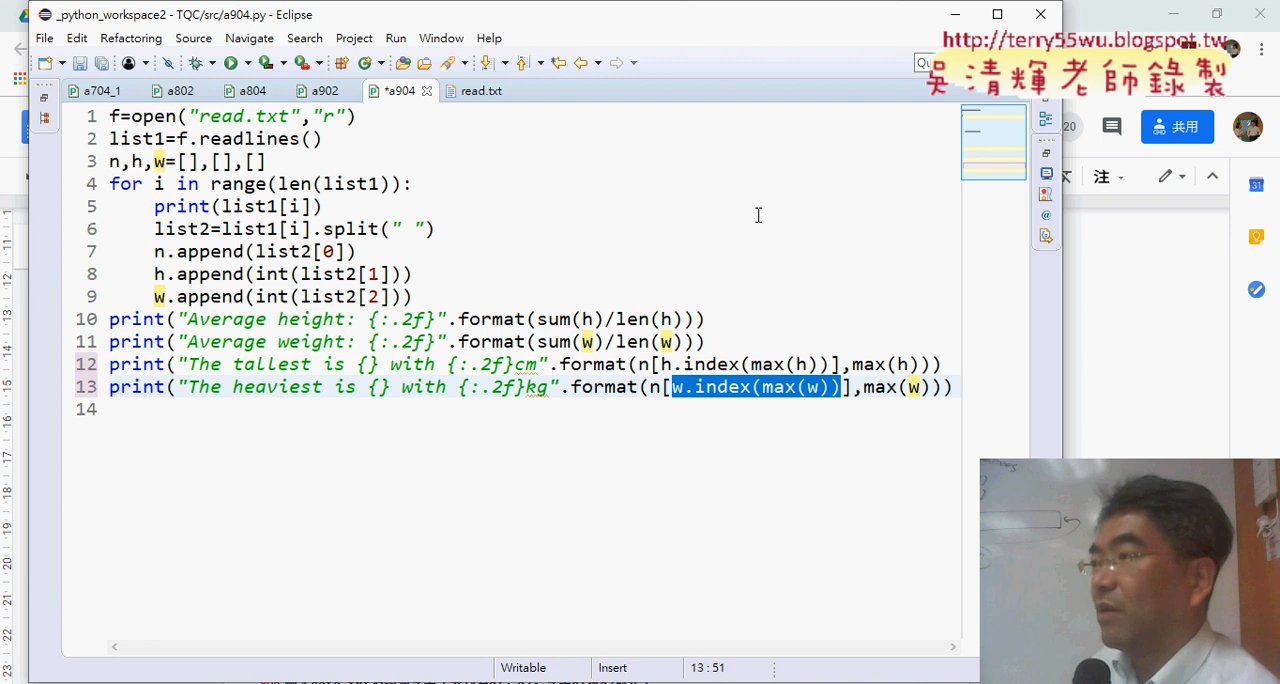 _python_workspace2 - TQC/src/a904.py - Eclipse
http://terry55wu.blogspot.tw
File Edit Refactoring Source Navigate Search Project Run Window Help
吳清輝老師錄製
a704_1 a802 a804 a902 *a904 read.txt
20 共用
注
1 f=open("read.txt","r")
2 list1=f.readlines()
3 n,h,w=[],[],[]
4 for i in range(len(list1)):
5 print(list1[i])
6 list2=list1[i].split(" ")
7 n.append(list2[0])
8 h.append(int(list2[1]))
9 w.append(int(list2[2]))
10 print("Average height: {:.2f}".format(sum(h)/len(h)))
11 print("Average weight: {:.2f}".format(sum(w)/len(w)))
12 print("The tallest is {} with {:.2f}cm".format(n[h.index(max(h))],max(h)))
13 print("The heaviest is {} with {:.2f}kg".format(n[w.index(max(w))],max(w)))
14
Writable Insert 13 : 51